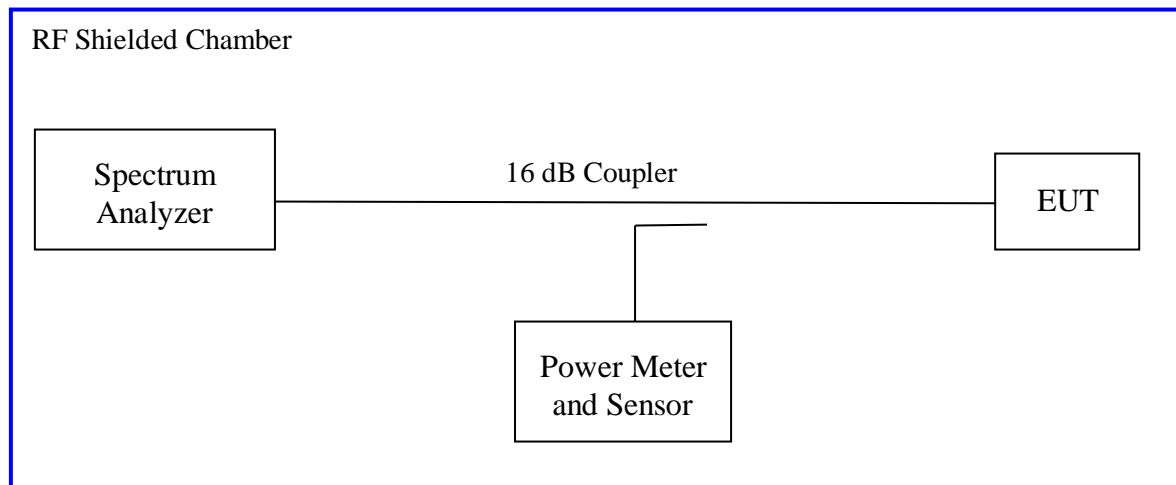 RF Shielded Chamber
Spectrum
Analyzer
16 dB Coupler
EUT
Power Meter
and Sensor